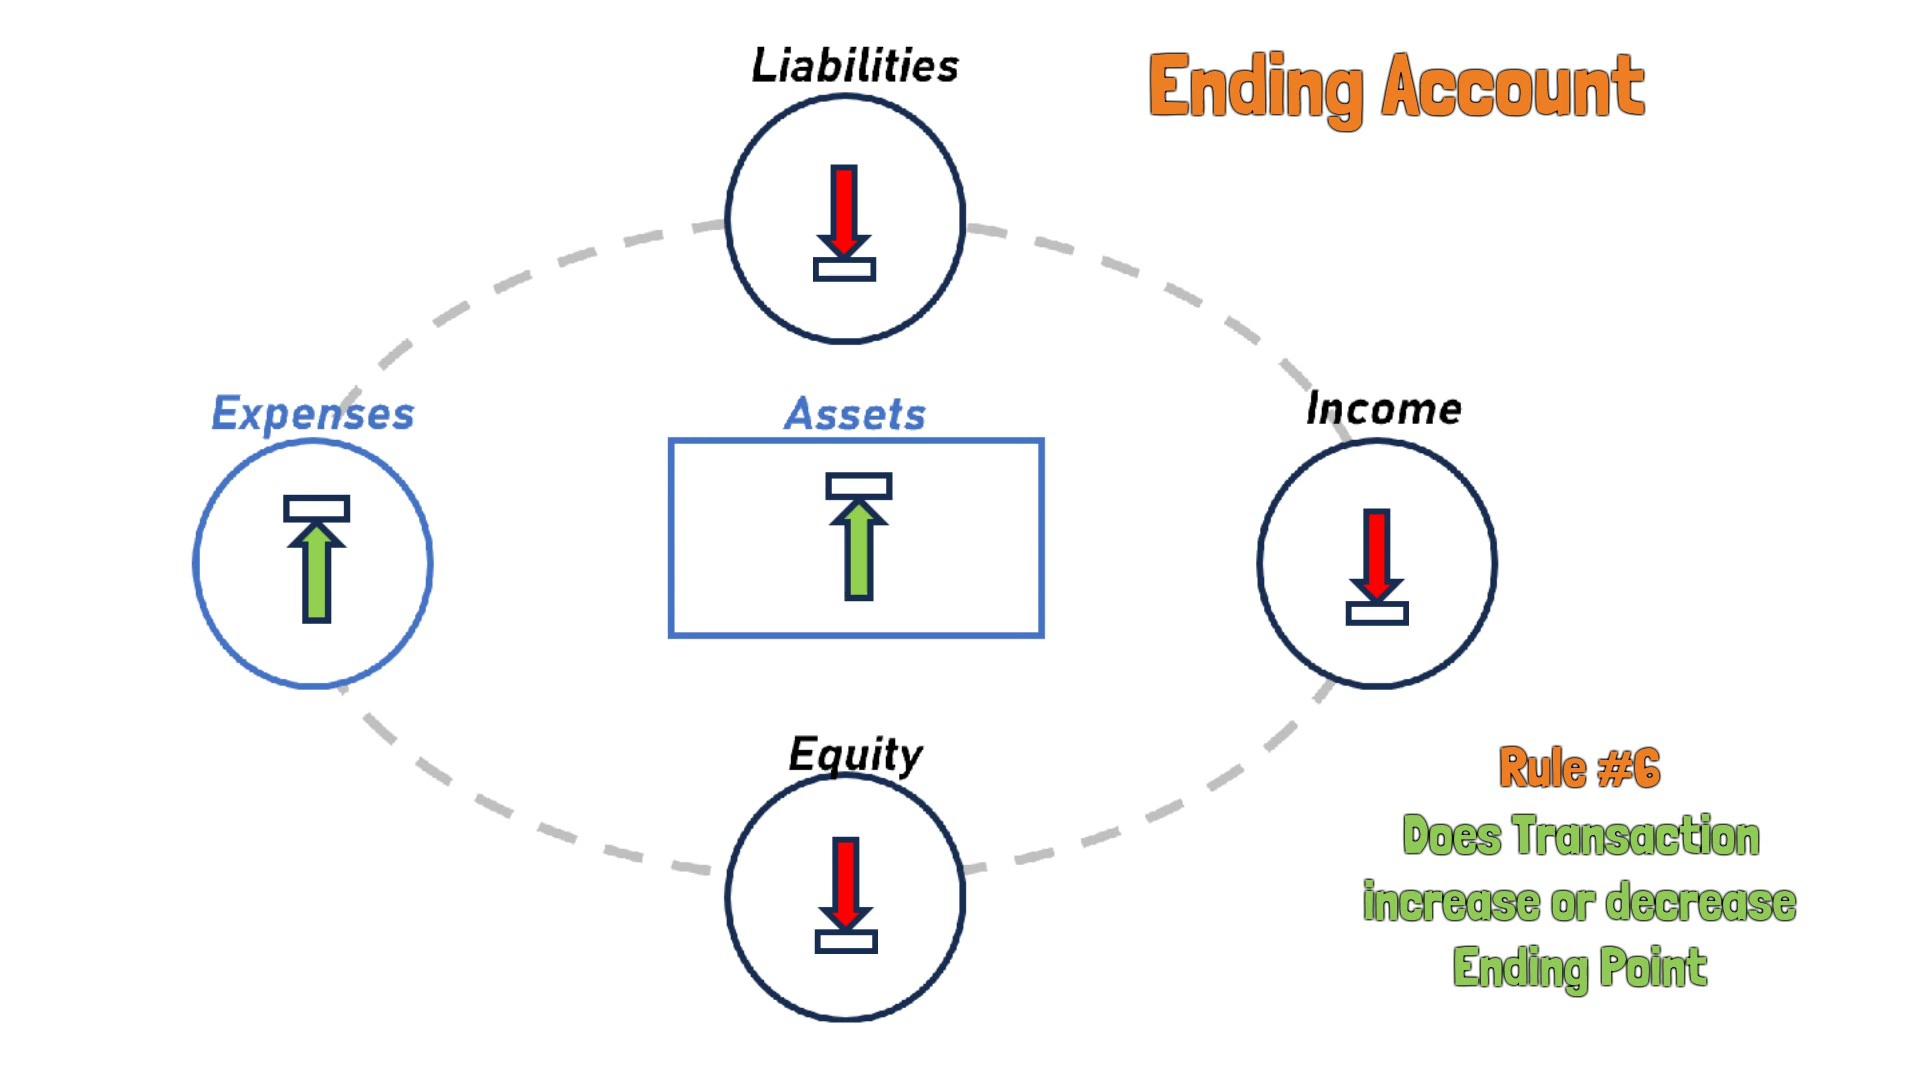 Liabilities
Ending Account
Expenses
Assets
Income
Equity
Rule #6
Does Transaction
increase or decrease
Ending Point